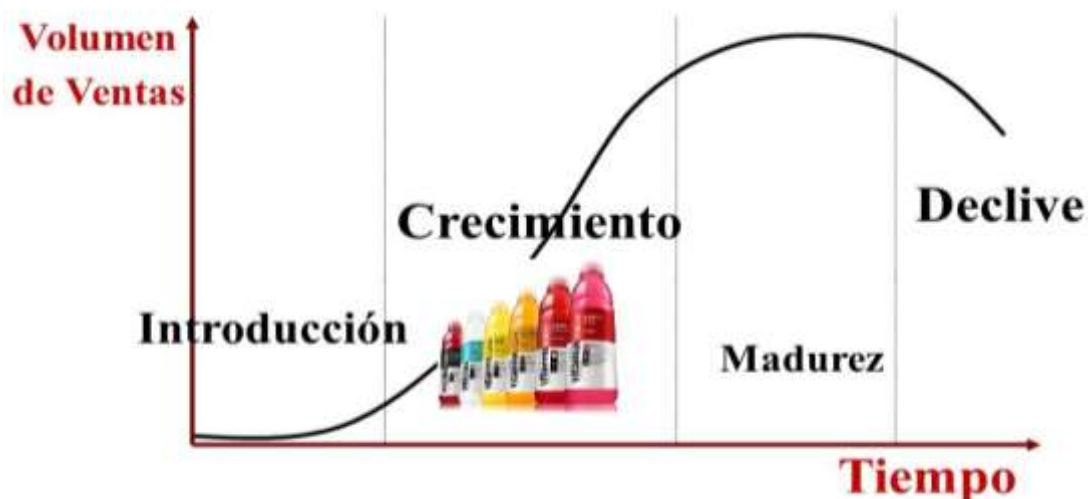 Volumen
de Ventas
Crecimiento
Declive
Introducción
Madurez
Tiempo